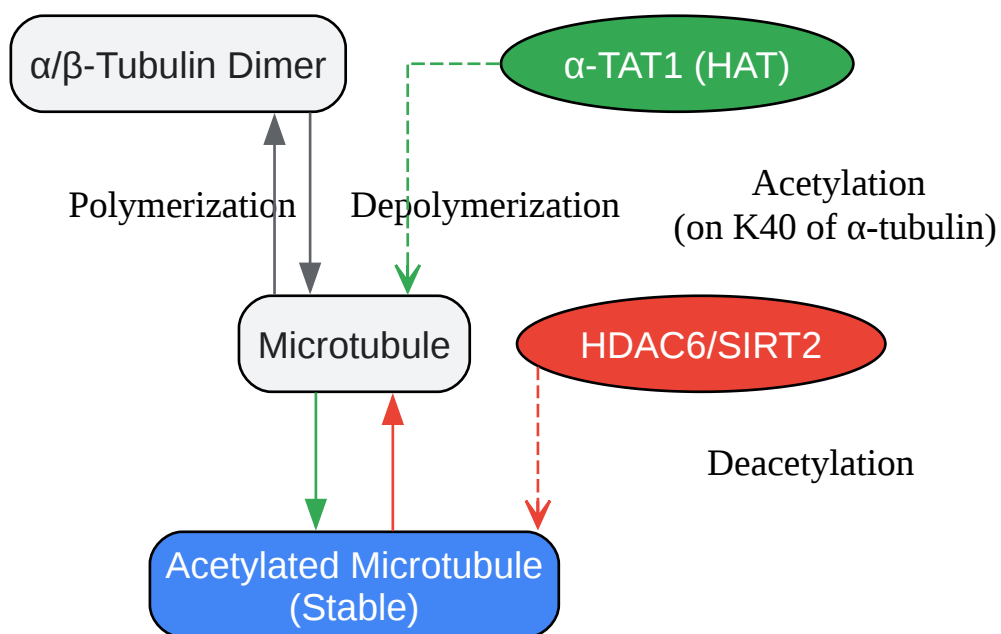 α/β-Tubulin Dimer
α-TAT1 (HAT)
Polymerization
Depolymerization
Acetylation
(on K40 of α-tubulin)
Microtubule
HDAC6/SIRT2
Deacetylation
Acetylated Microtubule
(Stable)